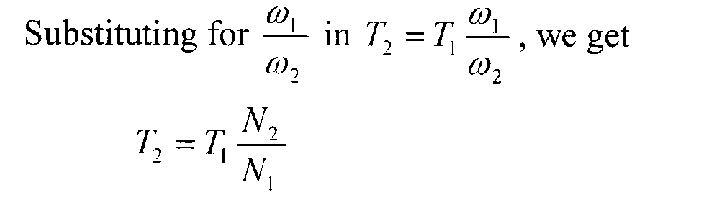 Substituting for ω₁/ω₂ in T₂ = T₁ ω₁/ω₂, we get
T₂ = T₁ N₂/N₁